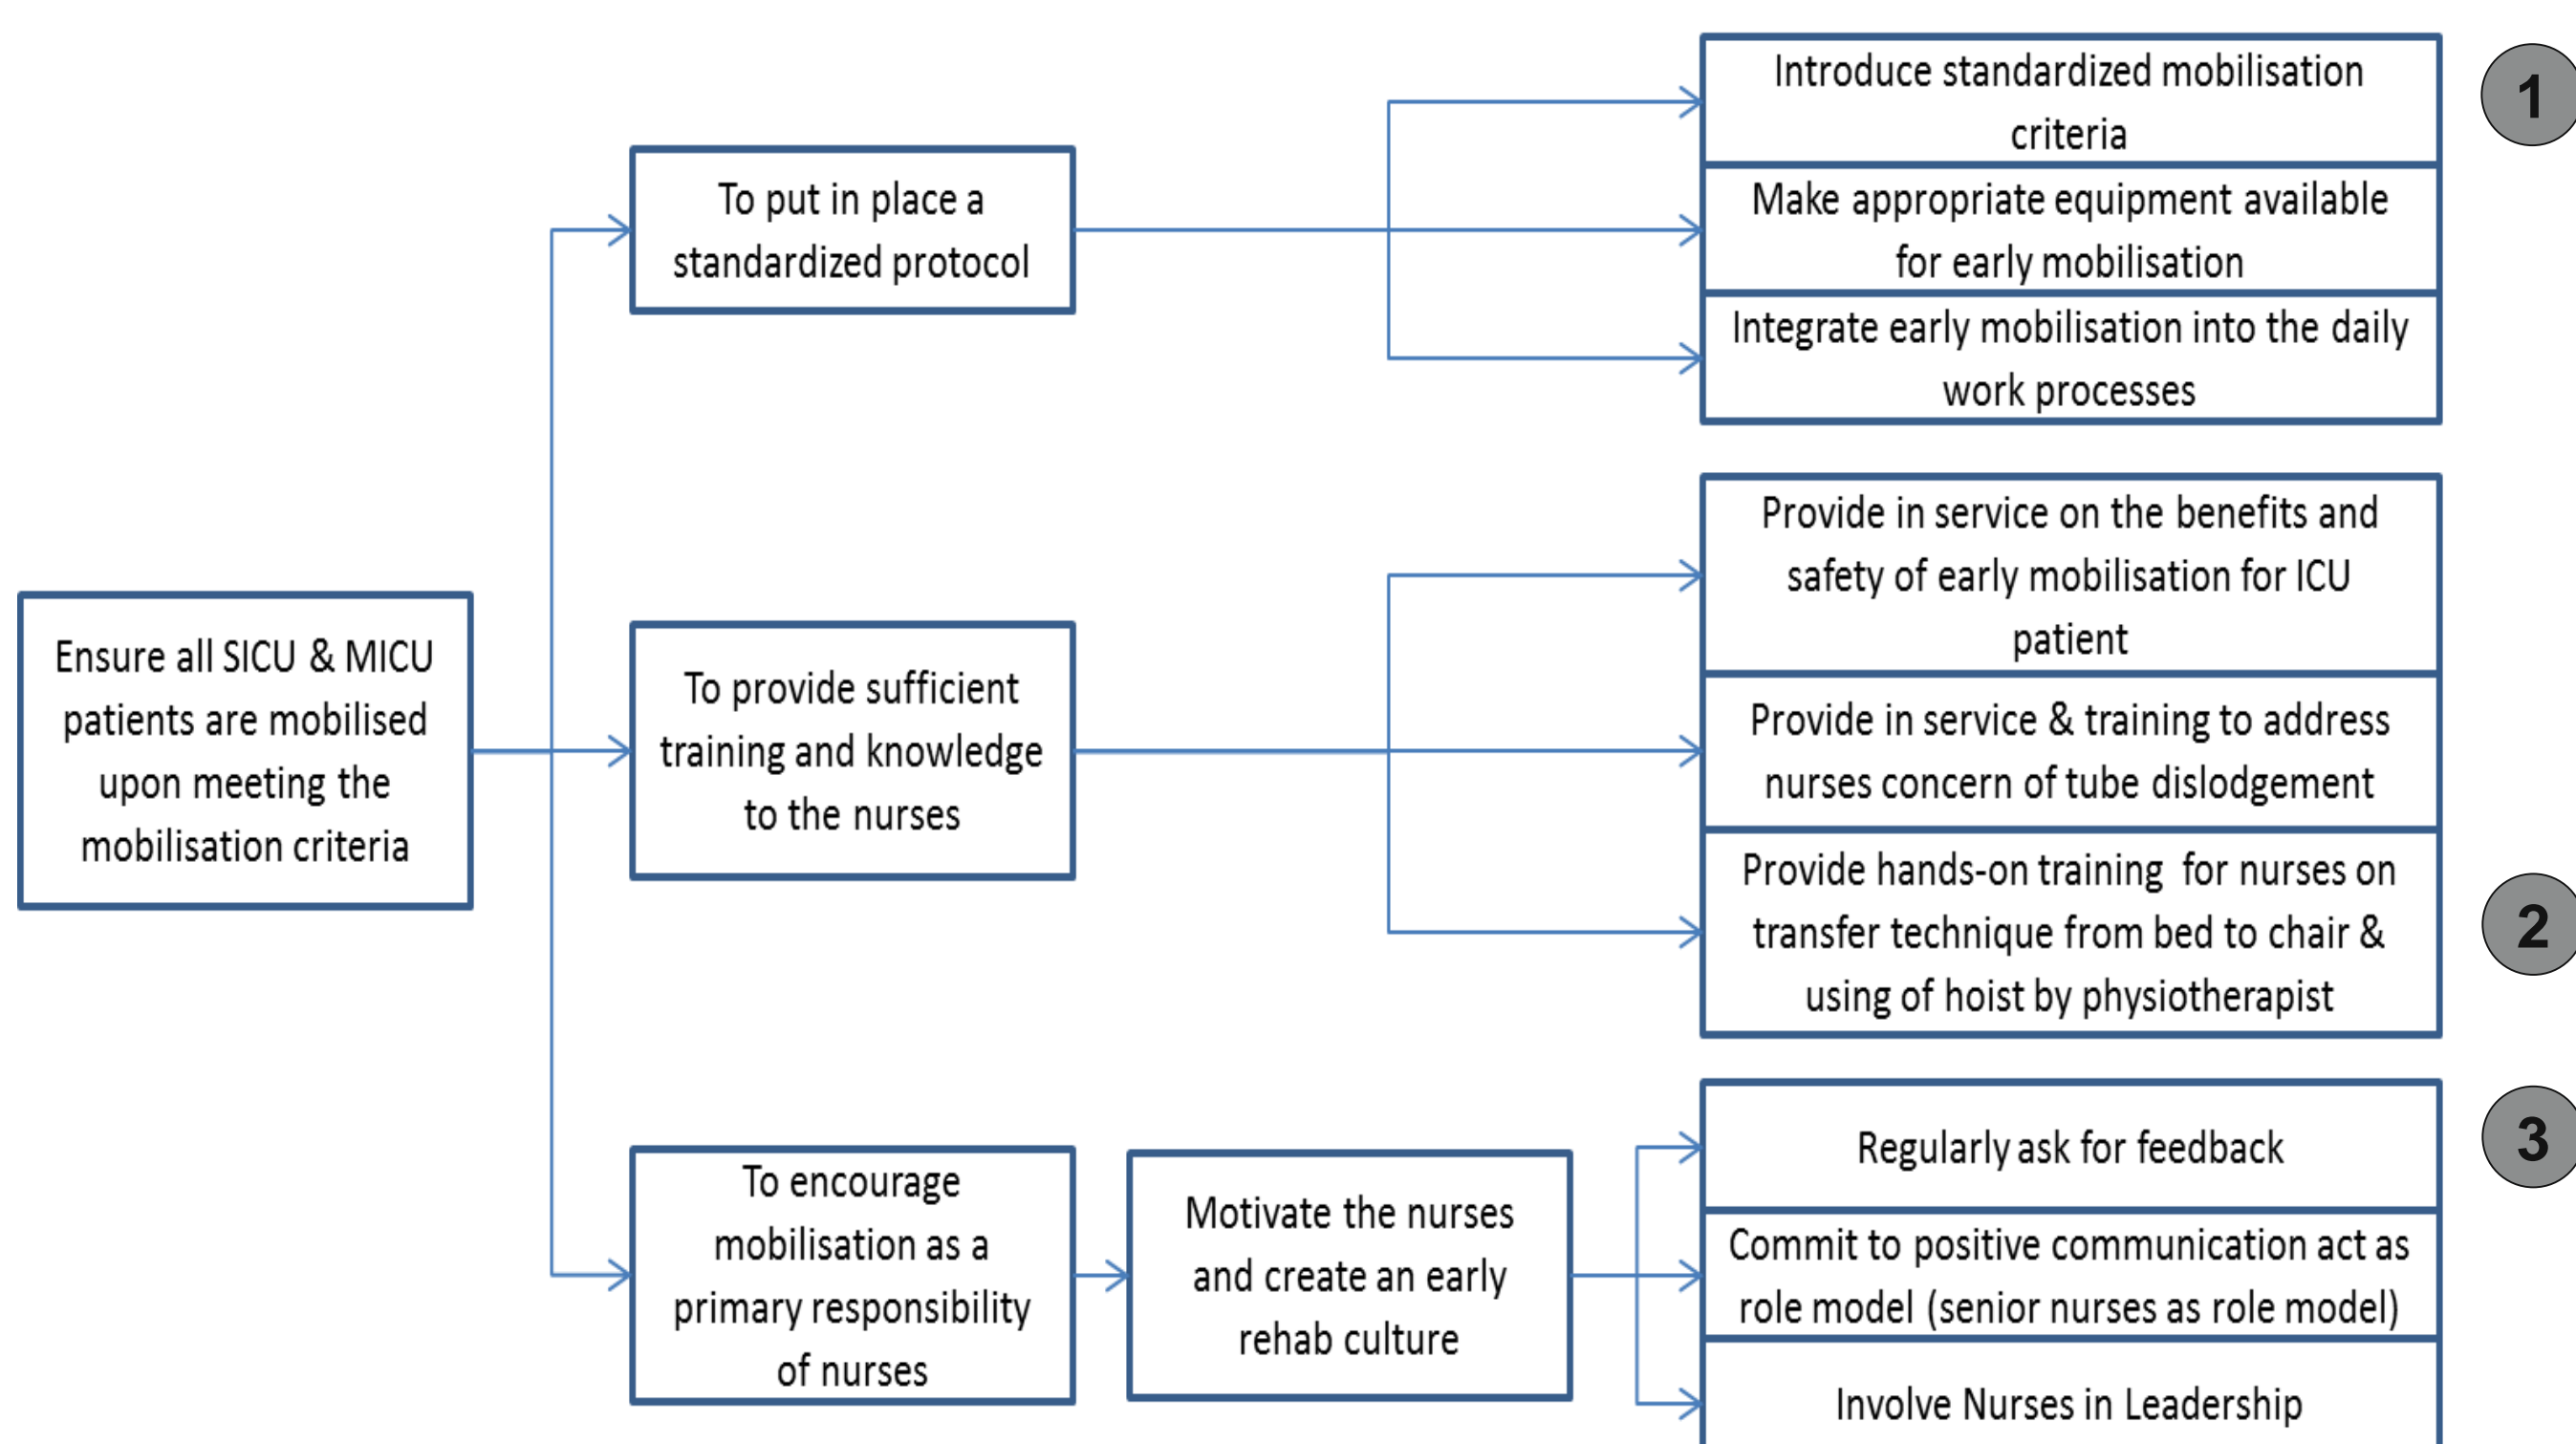 Introduce standardized mobilisation
criteria
1
Make appropriate equipment available
for early mobilisation
Integrate early mobilisation into the daily
work processes
To put in place a
standardized protocol
Provide in service on the benefits and
safety of early mobilisation for ICU
patient
Provide in service & training to address
nurses concern of tube dislodgement
Provide hands-on training for nurses on
transfer technique from bed to chair &
using of hoist by physiotherapist
2
Ensure all SICU & MICU
patients are mobilised
upon meeting the
mobilisation criteria
To provide sufficient
training and knowledge
to the nurses
To encourage
mobilisation as a
primary responsibility
of nurses
Motivate the nurses
and create an early
rehab culture
Regularly ask for feedback
3
Commit to positive communication act as
role model (senior nurses as role model)
Involve Nurses in Leadership